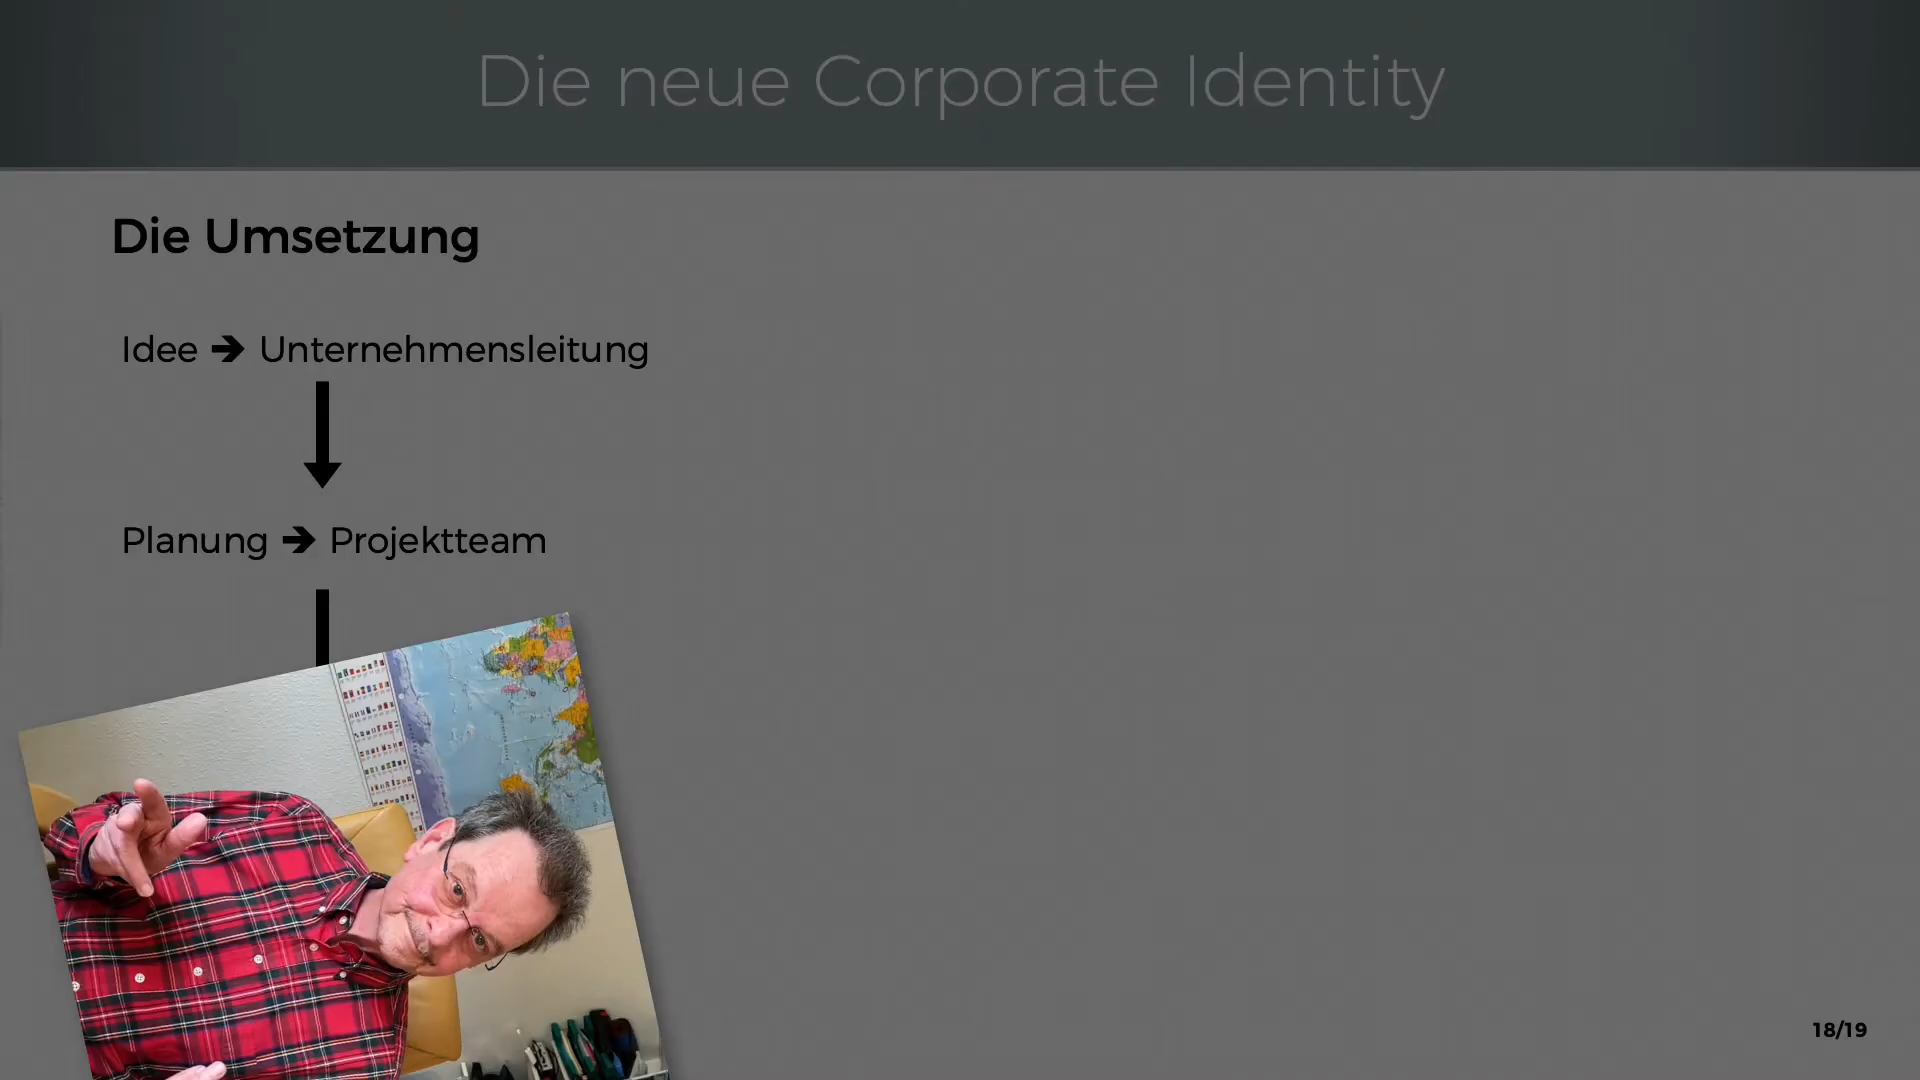 Die neue Corporate Identity
Die Umsetzung
Idee ➔ Unternehmensleitung
Planung ➔ Projektteam
18/19